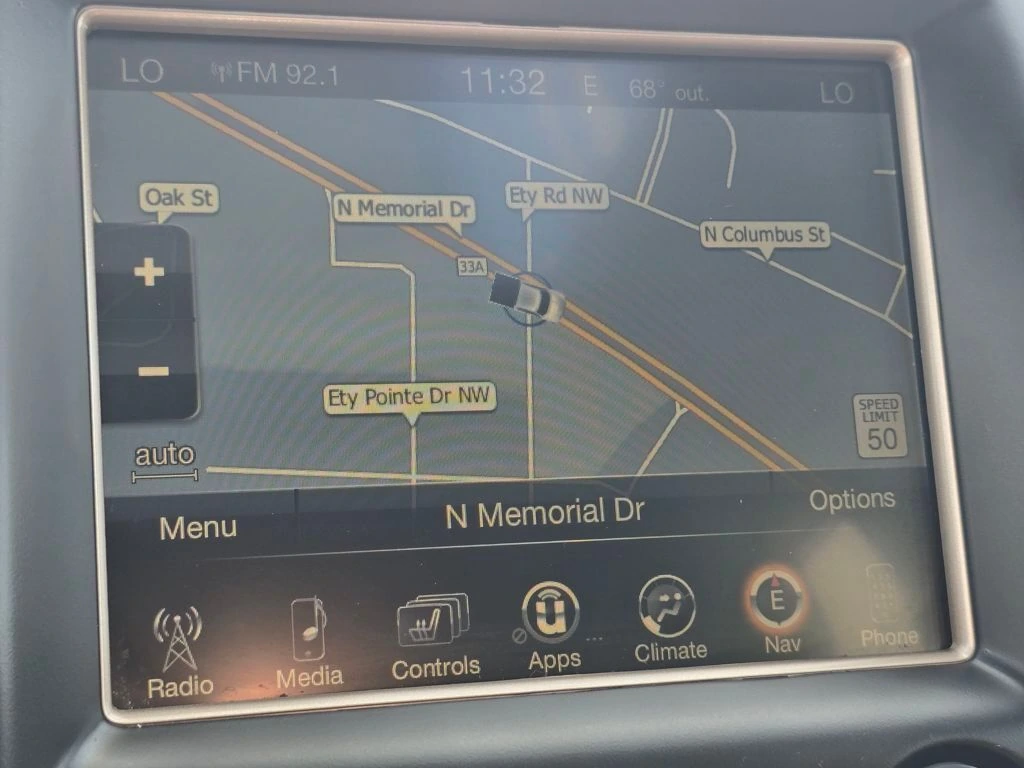 LO FM 92.1 11:32 E 68° out. LO
Oak St
N Memorial Dr
Ety Rd NW
N Columbus St
33A
+
-
Ety Pointe Dr NW
SPEED
LIMIT
50
auto
Menu N Memorial Dr Options
E
Radio Media Controls Apps Climate Nav Phone